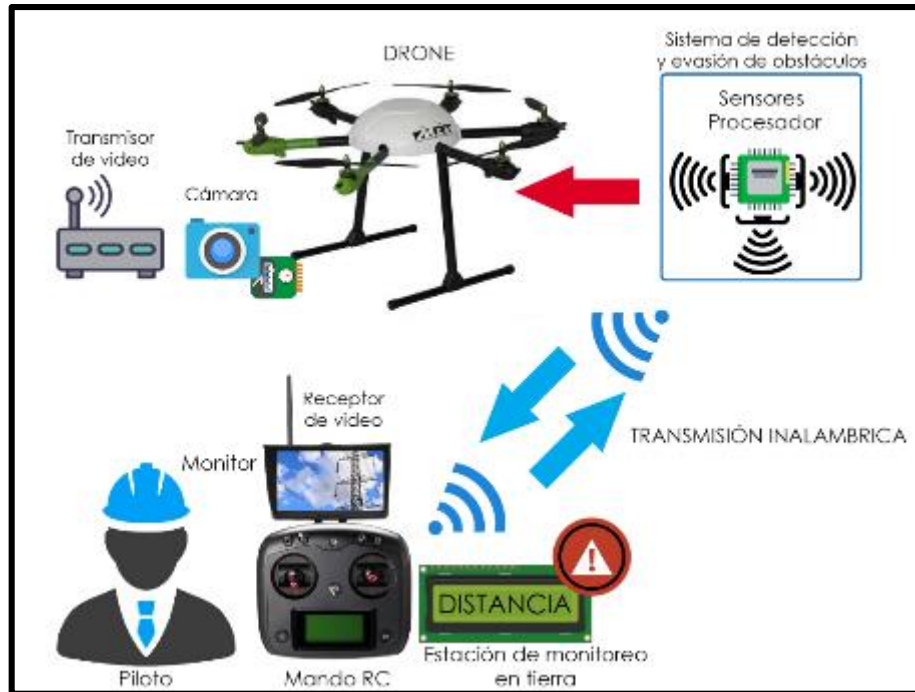 DRONE
Sistema de detección
y evasión de obstáculos
Sensores
Procesador
Transmisor
de video
Cámara
Receptor
de video
Monitor
TRANSMISIÓN INALAMBRICA
DISTANCIA
Piloto
Mando RC
Estación de monitoreo
en tierra